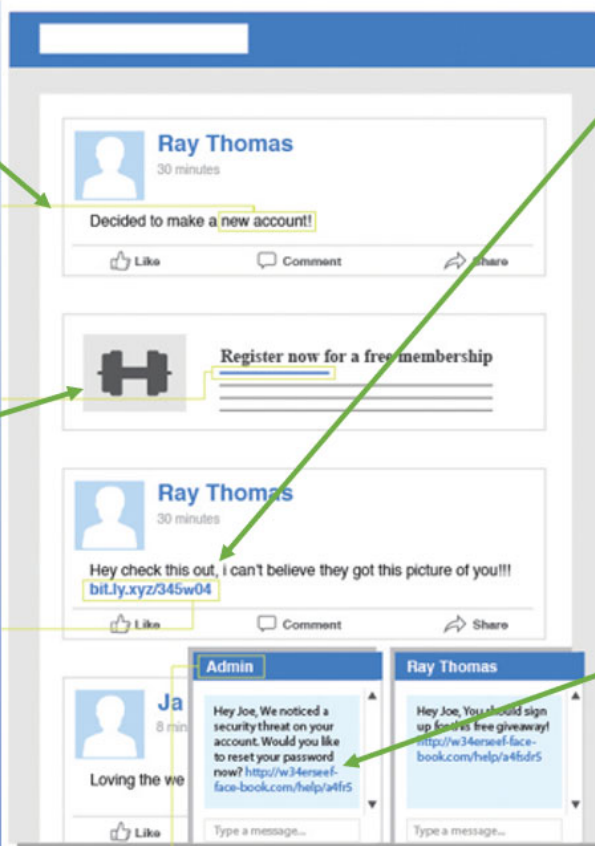 Ray Thomas
30 minutes
Decided to make a new account!
Like Comment Share
Register now for a free membership
Ray Thomas
30 minutes
Hey check this out, i can't believe they got this picture of you!!!
bit.ly.xyz/345w04
Like Comment Share
Ja
8 min
Loving the we
Like
Admin
Hey Joe, We noticed a
security threat on your
account. Would you like
to reset your password
now? http://w34erseef-
face-book.com/help/a4fr5
Type a message...
Ray Thomas
Hey Joe, You should sign
up for this free giveaway!
http://w34erseef-face-
book.com/help/a4fsdr5
Type a message...